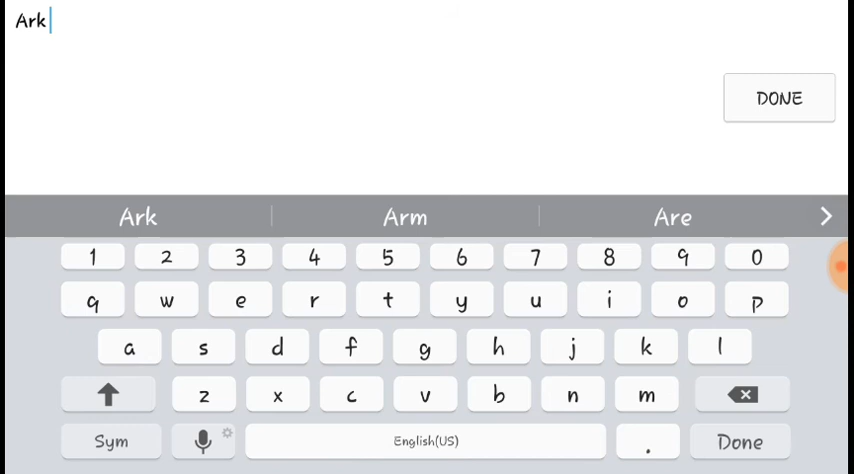 Ark
DONE
Ark Arm Are
1 2 3 4 5 6 7 8 9 0
q w e r t y u i o p
a s d f g h j k l
z x c v b n m
Sym English(US) . Done